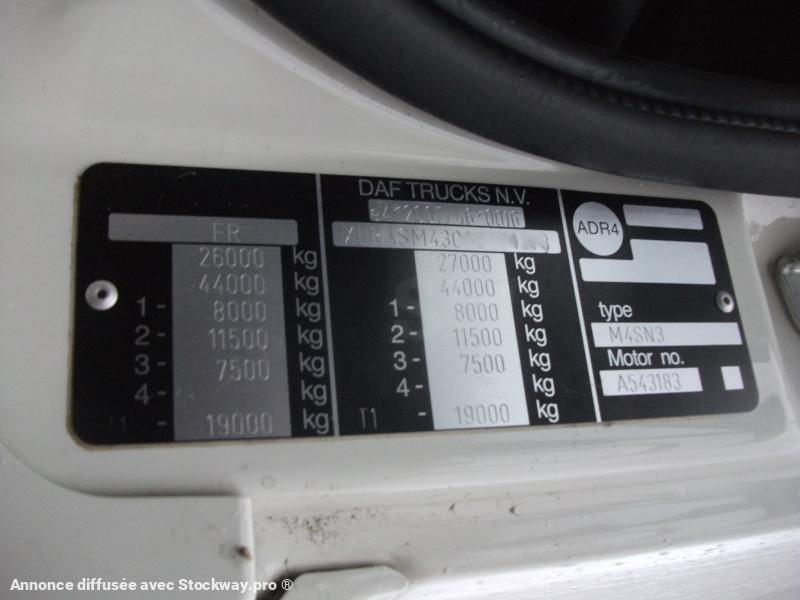 FR
26000 kg
44000 kg
1- 8000 kg
2- 11500 kg
3- 7500 kg
4- kg
T1 - 19000 kg
DAF TRUCKS N.V.
27000 kg
44000 kg
1- 8000 kg
2- 11500 kg
3- 7500 kg
4- kg
T1 - 19000 kg
ADR4
type
M4SN3
Motor no.
A543183
Annonce diffusée avec Stockway.pro ®